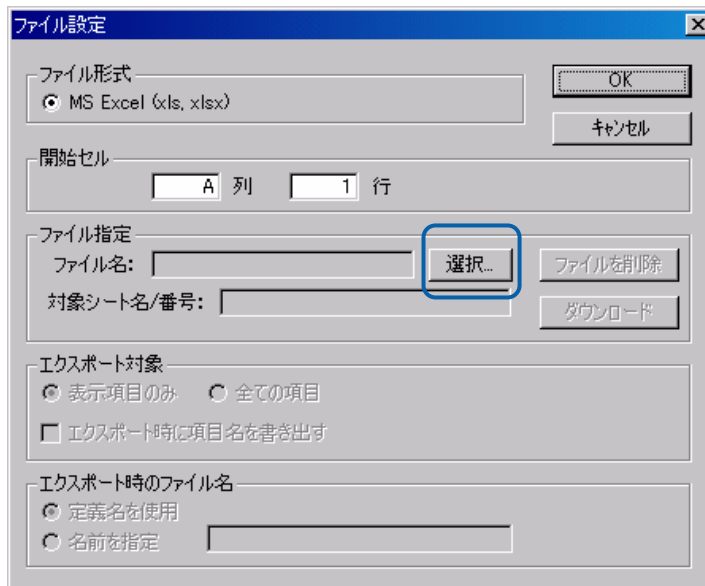 ファイル設定
ファイル形式
MS Excel (xls, xlsx)
OK
キャンセル
開始セル
A 列 1 行
ファイル指定
ファイル名: 選択... ファイルを削除
対象シート名/番号:
ダウンロード
エクスポート対象
表示項目のみ 全ての項目
エクスポート時に項目名を書き出す
エクスポート時のファイル名
定義名を使用
名前を指定